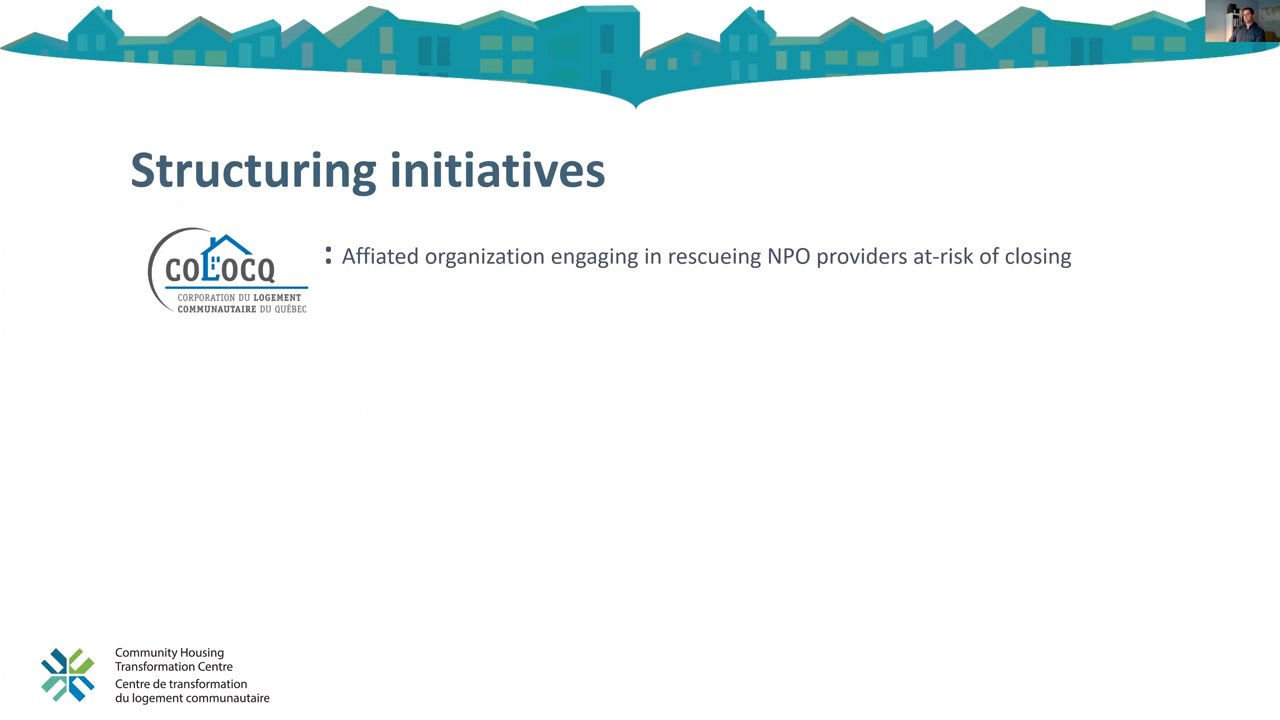 Structuring initiatives
COLOCQ
CORPORATION DU LOGEMENT
COMMUNAUTAIRE DU QUÉBEC
: Affiated organization engaging in rescueing NPO providers at-risk of closing
Community Housing
Transformation Centre
Centre de transformation
du logement communautaire